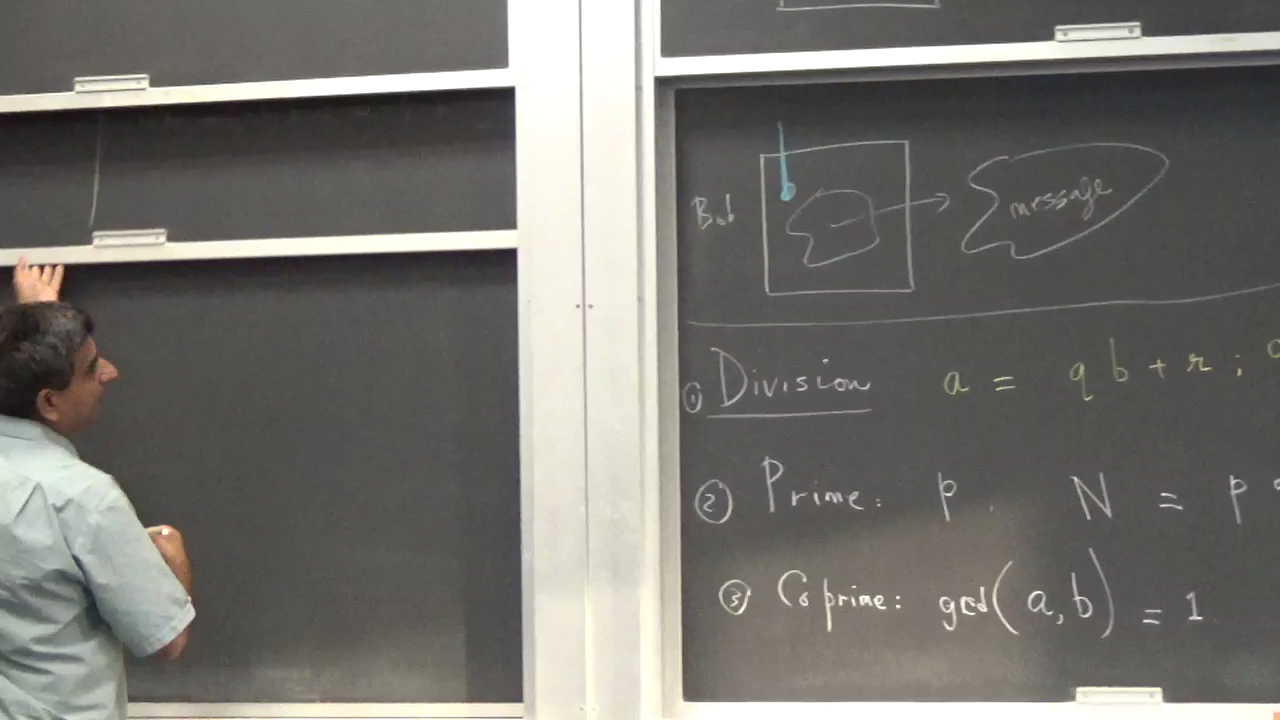 Bob
message
① Division a = q b + r ;
② Prime: p. N = p
③ Coprime: gcd(a,b) = 1.